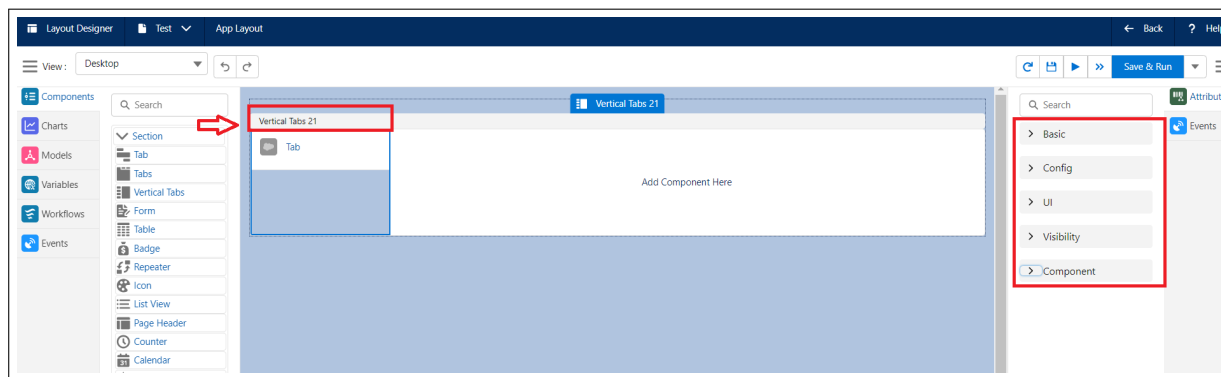 Layout Designer Test App Layout Back ? Help
View : Desktop Save & Run
Components
Charts
Models
Variables
Workflows
Events
Search
Section
Tab
Tabs
Vertical Tabs
Form
Table
Badge
Repeater
Icon
List View
Page Header
Counter
Calendar
Vertical Tabs 21
Vertical Tabs 21
Tab
Add Component Here
Search
Basic
Config
UI
Visibility
Component
Attribut
Events